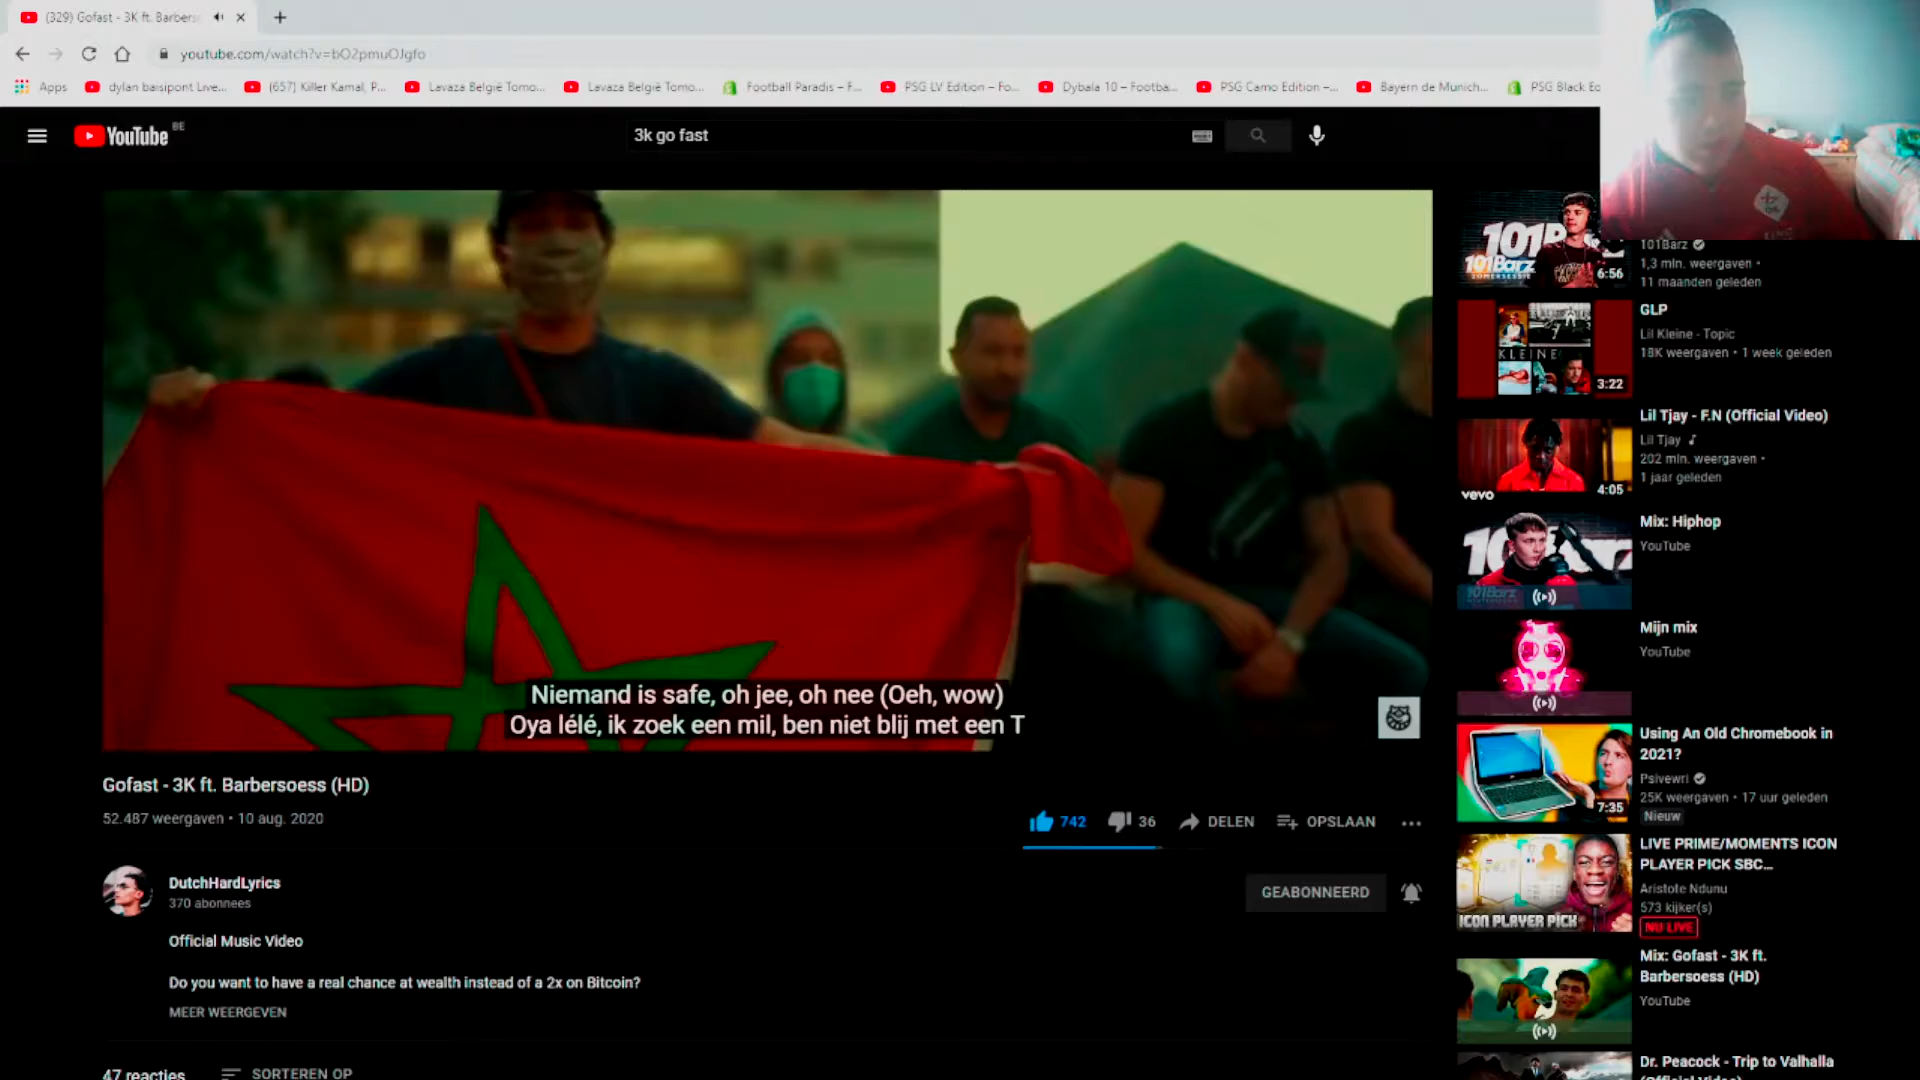 (329) Gofast - 3K ft. Barbers
youtube.com/watch?v=bO2pmuOJgfo
Apps
dylan baisipont Live...
(657) Killer Kamal, P...
Lavaza België Tomo...
Lavaza België Tomo...
Football Paradis – F...
PSG LV Edition – Fo...
Dybala 10 – Footba...
PSG Camo Edition –...
Bayern de Munich...
PSG Black Ed
YouTube BE
3k go fast
Niemand is safe, oh jee, oh nee (Oeh, wow)
Oya lélé, ik zoek een mil, ben niet blij met een T
Gofast - 3K ft. Barbersoess (HD)
52.487 weergaven • 10 aug. 2020
742
36
DELEN
OPSLAAN
DutchHardLyrics
370 abonnees
GEABONNEERD
Official Music Video
Do you want to have a real chance at wealth instead of a 2x on Bitcoin?
MEER WEERGEVEN
47 reacties
SORTEREN OP
101Barz
6:56
101Barz
1,3 mln. weergaven •
11 maanden geleden
KLEINE
3:22
GLP
Lil Kleine - Topic
18K weergaven • 1 week geleden
vevo
4:05
Lil Tjay - F.N (Official Video)
Lil Tjay
202 mln. weergaven •
1 jaar geleden
Mix: Hiphop
YouTube
Mijn mix
YouTube
7:35
Using An Old Chromebook in
2021?
Psivewri
25K weergaven • 17 uur geleden
Nieuw
ICON PLAYER PICK
LIVE PRIME/MOMENTS ICON
PLAYER PICK SBC...
Aristote Ndunu
573 kijker(s)
NU LIVE
Mix: Gofast - 3K ft.
Barbersoess (HD)
YouTube
Dr. Peacock - Trip to Valhalla